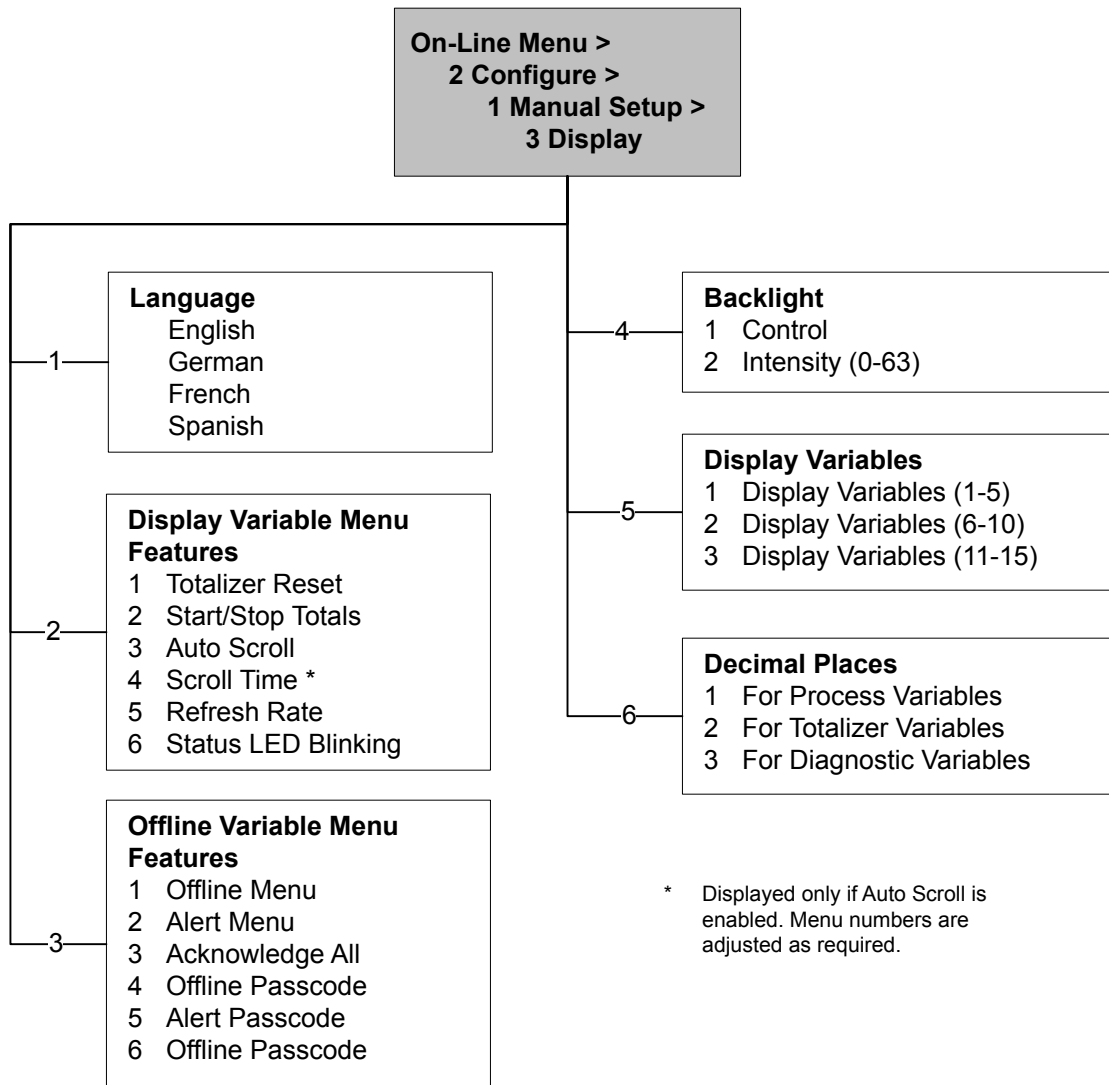 On-Line Menu >
2 Configure >
1 Manual Setup >
3 Display
1
Language
English
German
French
Spanish
2
Display Variable Menu
Features
1 Totalizer Reset
2 Start/Stop Totals
3 Auto Scroll
4 Scroll Time *
5 Refresh Rate
6 Status LED Blinking
3
Offline Variable Menu
Features
1 Offline Menu
2 Alert Menu
3 Acknowledge All
4 Offline Passcode
5 Alert Passcode
6 Offline Passcode
4
Backlight
1 Control
2 Intensity (0-63)
5
Display Variables
1 Display Variables (1-5)
2 Display Variables (6-10)
3 Display Variables (11-15)
6
Decimal Places
1 For Process Variables
2 For Totalizer Variables
3 For Diagnostic Variables
* Displayed only if Auto Scroll is
enabled. Menu numbers are
adjusted as required.